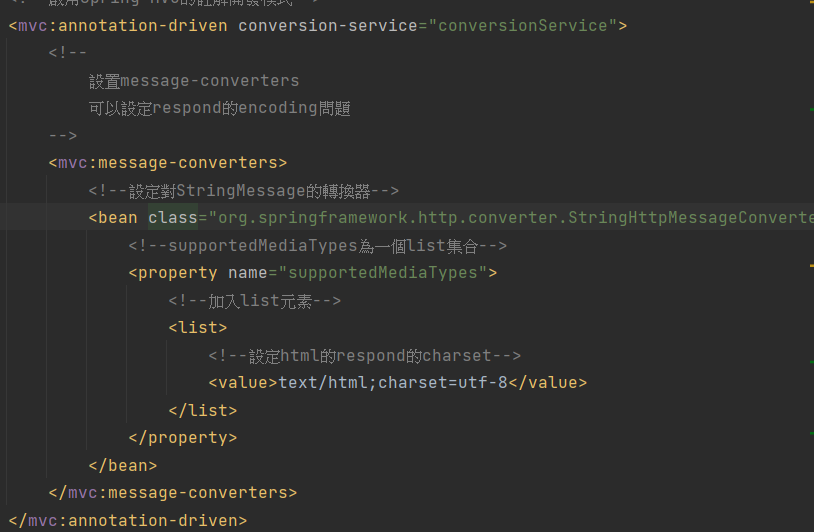 <mvc:annotation-driven conversion-service="conversionService">
<!--
設置message-converters
可以設定respond的encoding問題
-->
<mvc:message-converters>
<!--設定對StringMessage的轉換器-->
<bean class="org.springframework.http.converter.StringHttpMessageConverte
<!--supportedMediaTypes為一個list集合-->
<property name="supportedMediaTypes">
<!--加入list元素-->
<list>
<!--設定html的respond的charset-->
<value>text/html;charset=utf-8</value>
</list>
</property>
</bean>
</mvc:message-converters>
</mvc:annotation-driven>